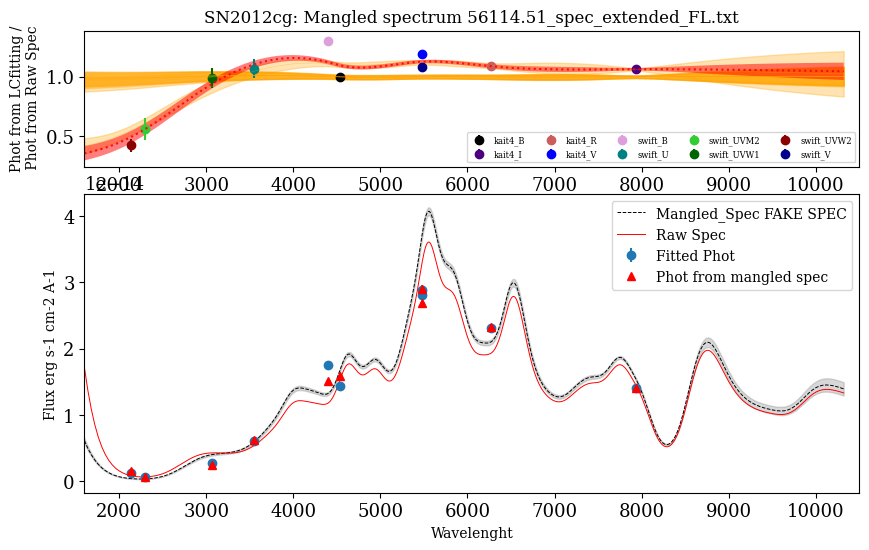 SN2012cg: Mangled spectrum 56114.51_spec_extended_FL.txt
Phot from LCfitting /
Phot from Raw Spec
1.0
0.5
kait4_B kait4_R swift_B swift_UVM2 swift_UVW2
kait4_I kait4_V swift_U swift_UVW1 swift_V
2000 3000 4000 5000 6000 7000 8000 9000 10000
1e−14
Mangled_Spec FAKE SPEC
Raw Spec
Fitted Phot
Phot from mangled spec
Flux erg s-1 cm-2 A-1
4
3
2
1
0
2000 3000 4000 5000 6000 7000 8000 9000 10000
Wavelenght